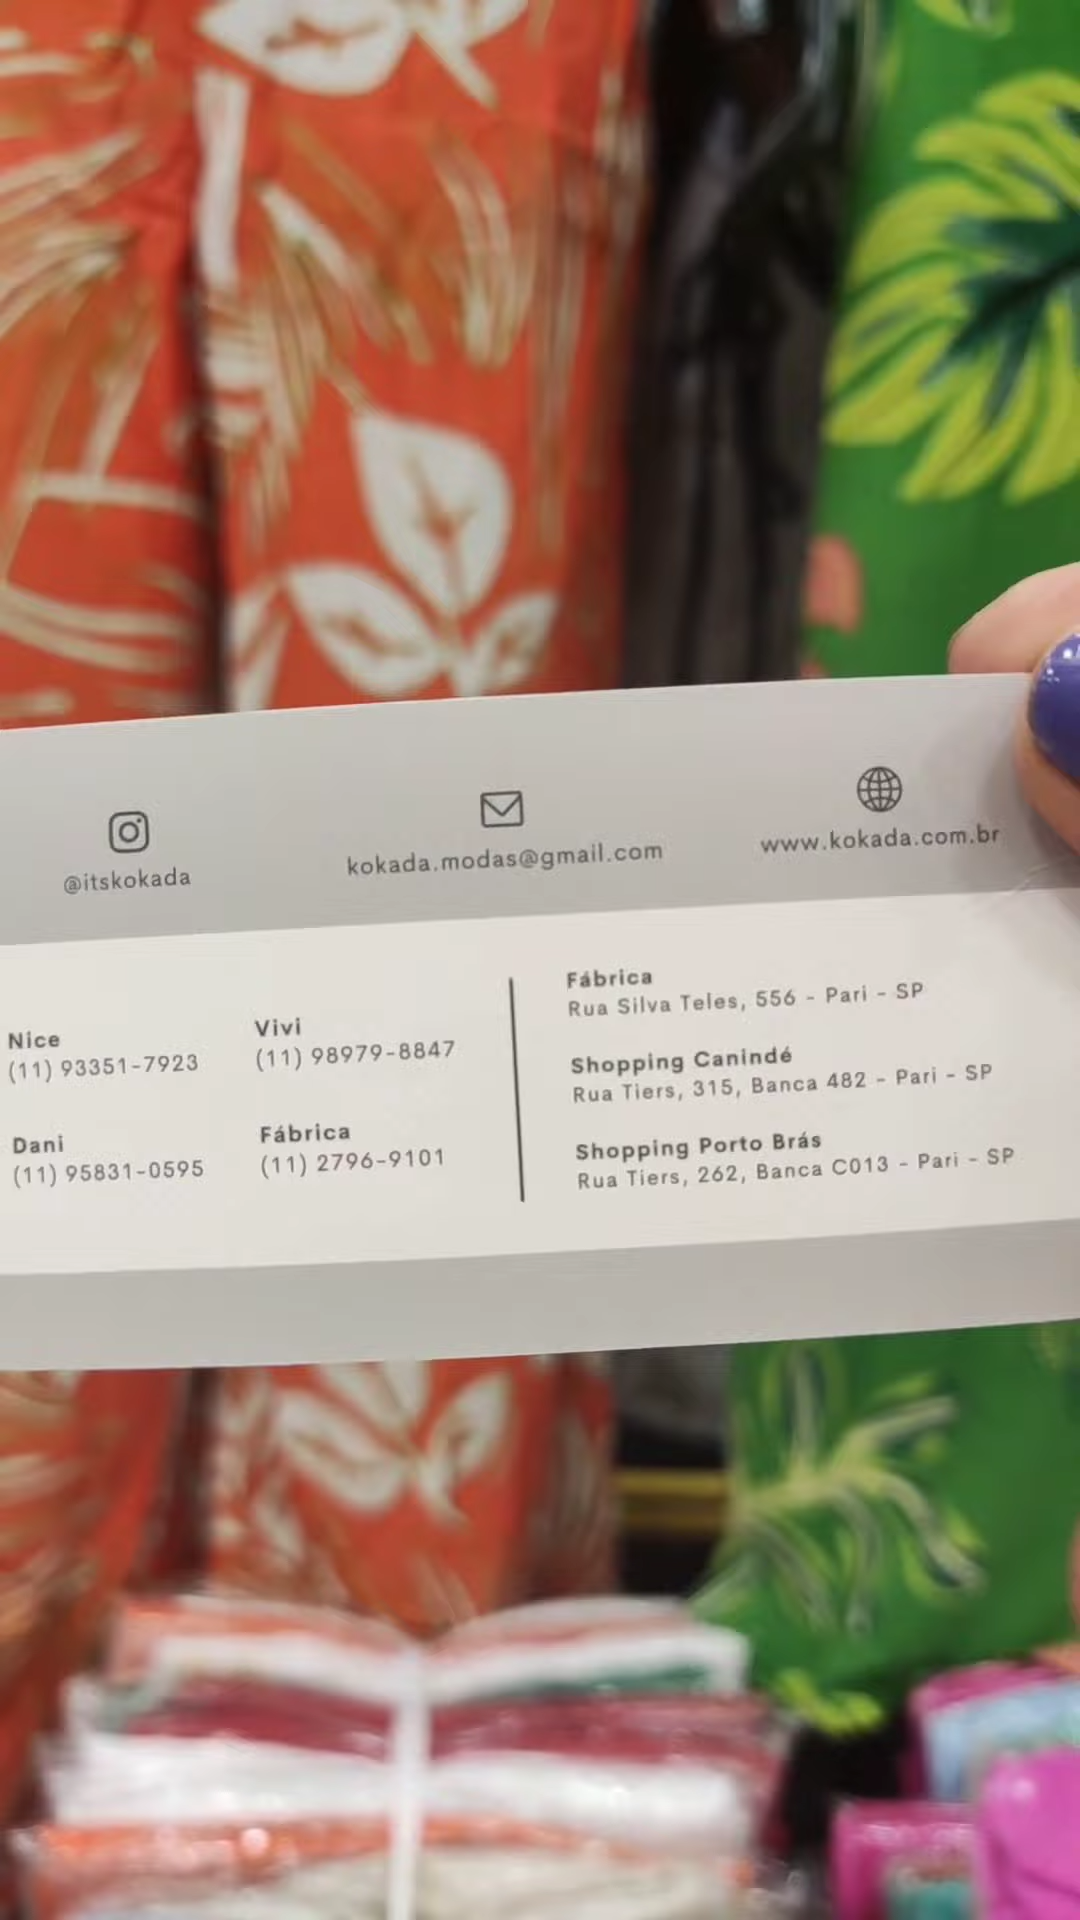 @itskokada
kokada.modas@gmail.com
www.kokada.com.br
Nice
(11) 93351-7923
Vivi
(11) 98979-8847
Dani
(11) 95831-0595
Fábrica
(11) 2796-9101
Fábrica
Rua Silva Teles, 556 - Pari - SP
Shopping Canindé
Rua Tiers, 315, Banca 482 - Pari - SP
Shopping Porto Brás
Rua Tiers, 262, Banca C013 - Pari - SP